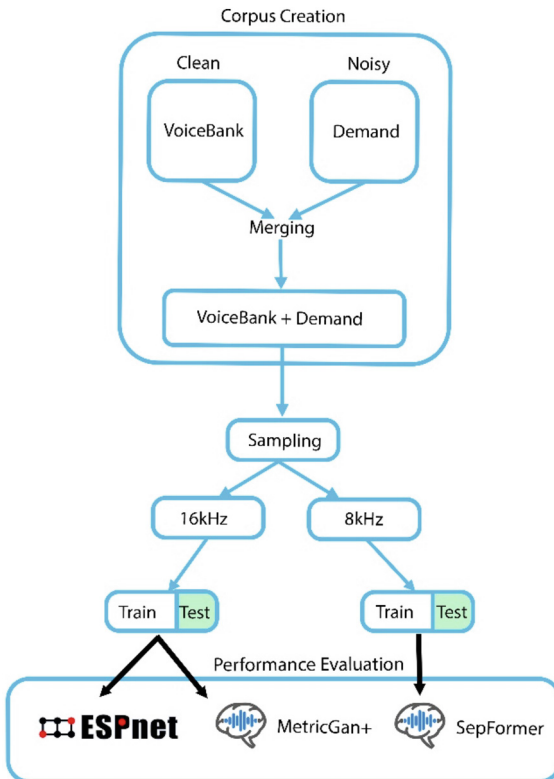 Corpus Creation
Clean Noisy
VoiceBank Demand
Merging
VoiceBank + Demand
Sampling
16kHz 8kHz
Train Test Train Test
Performance Evaluation
ESPnet MetricGan+ SepFormer